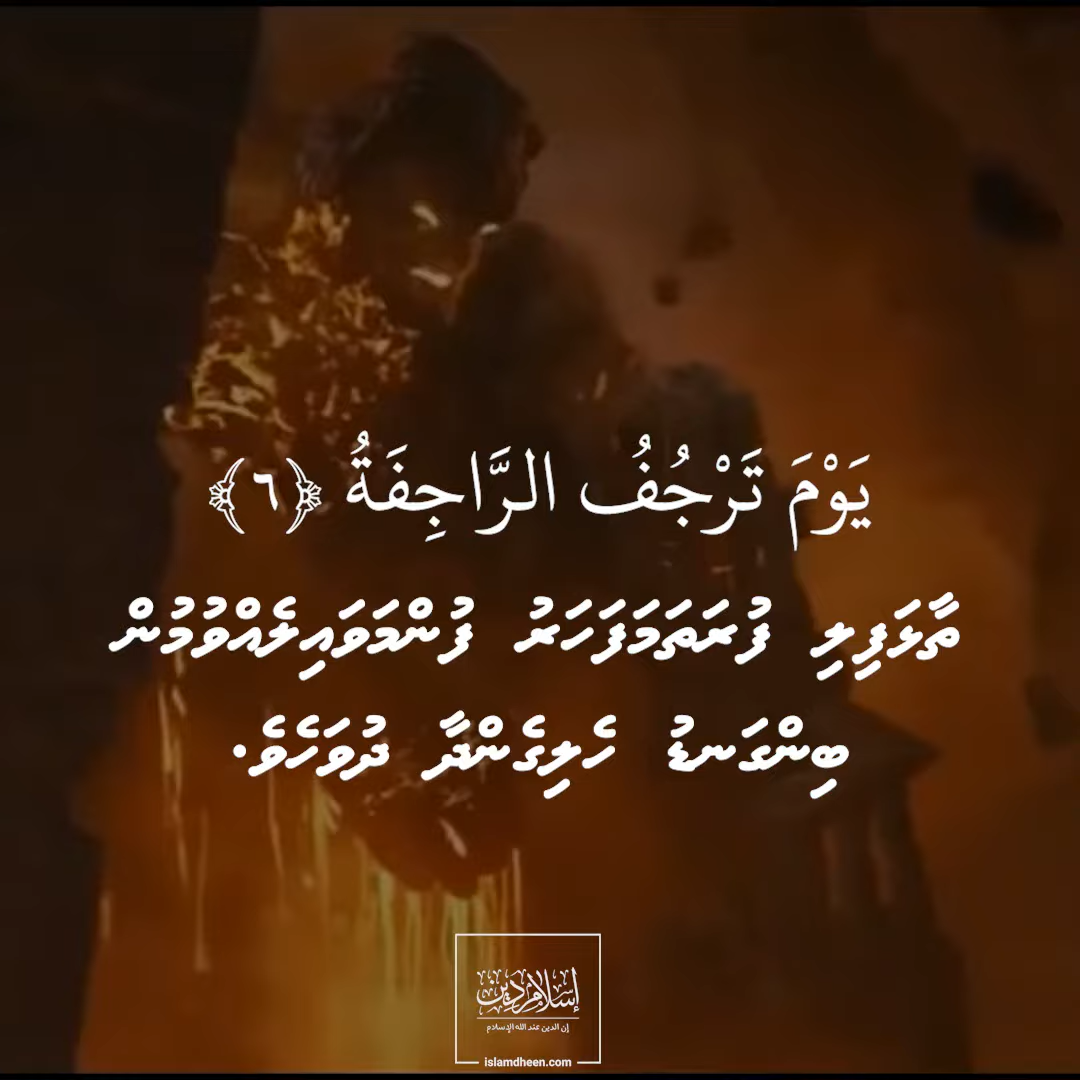 يَوْمَ تَرْجُفُ الرَّاجِفَةُ ﴿٦﴾
ތާޅަފިލި ފުރަތަމަފަހަރު ފުންމަވައިލެއްވުމުން
ބިންގަނޑު ހެލިގެންދާ ދުވަހެވެ.
إسلام دين
إن الدين عند الله الإسلام
islamdheen.com